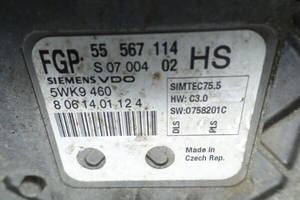 FGP· 55 567 114 HS
S 07 004 02
SIEMENS VDO
5WK9 460
8 06 14 01 12 4
SIMTEC75.5
HW: C3.0
SW:0758201C
DLS
PLS
Made in
Czech Rep.